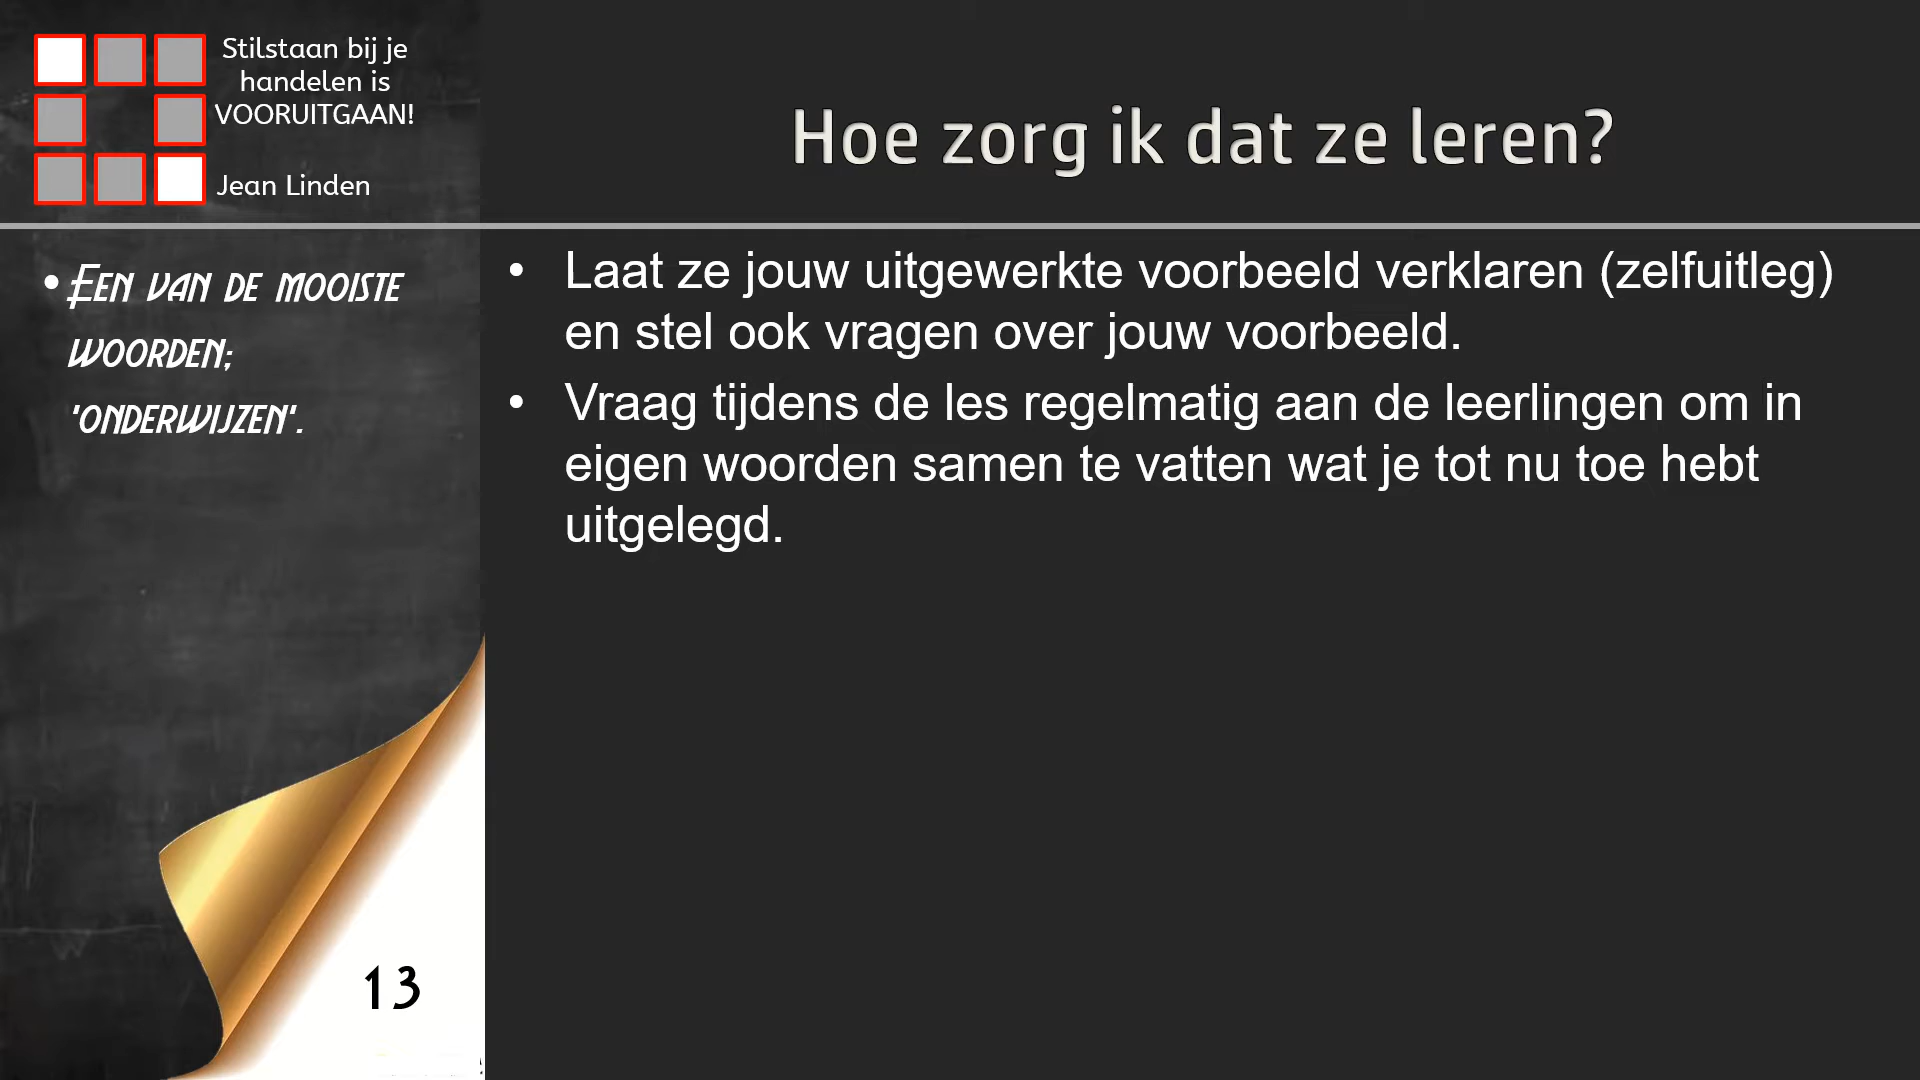 Stilstaan bij je
handelen is
VOORUITGAAN!
Jean Linden
Hoe zorg ik dat ze leren?
• Een van de mooiste
woorden;
'onderwijzen'.
• Laat ze jouw uitgewerkte voorbeeld verklaren (zelfuitleg)
en stel ook vragen over jouw voorbeeld.
• Vraag tijdens de les regelmatig aan de leerlingen om in
eigen woorden samen te vatten wat je tot nu toe hebt
uitgelegd.
13